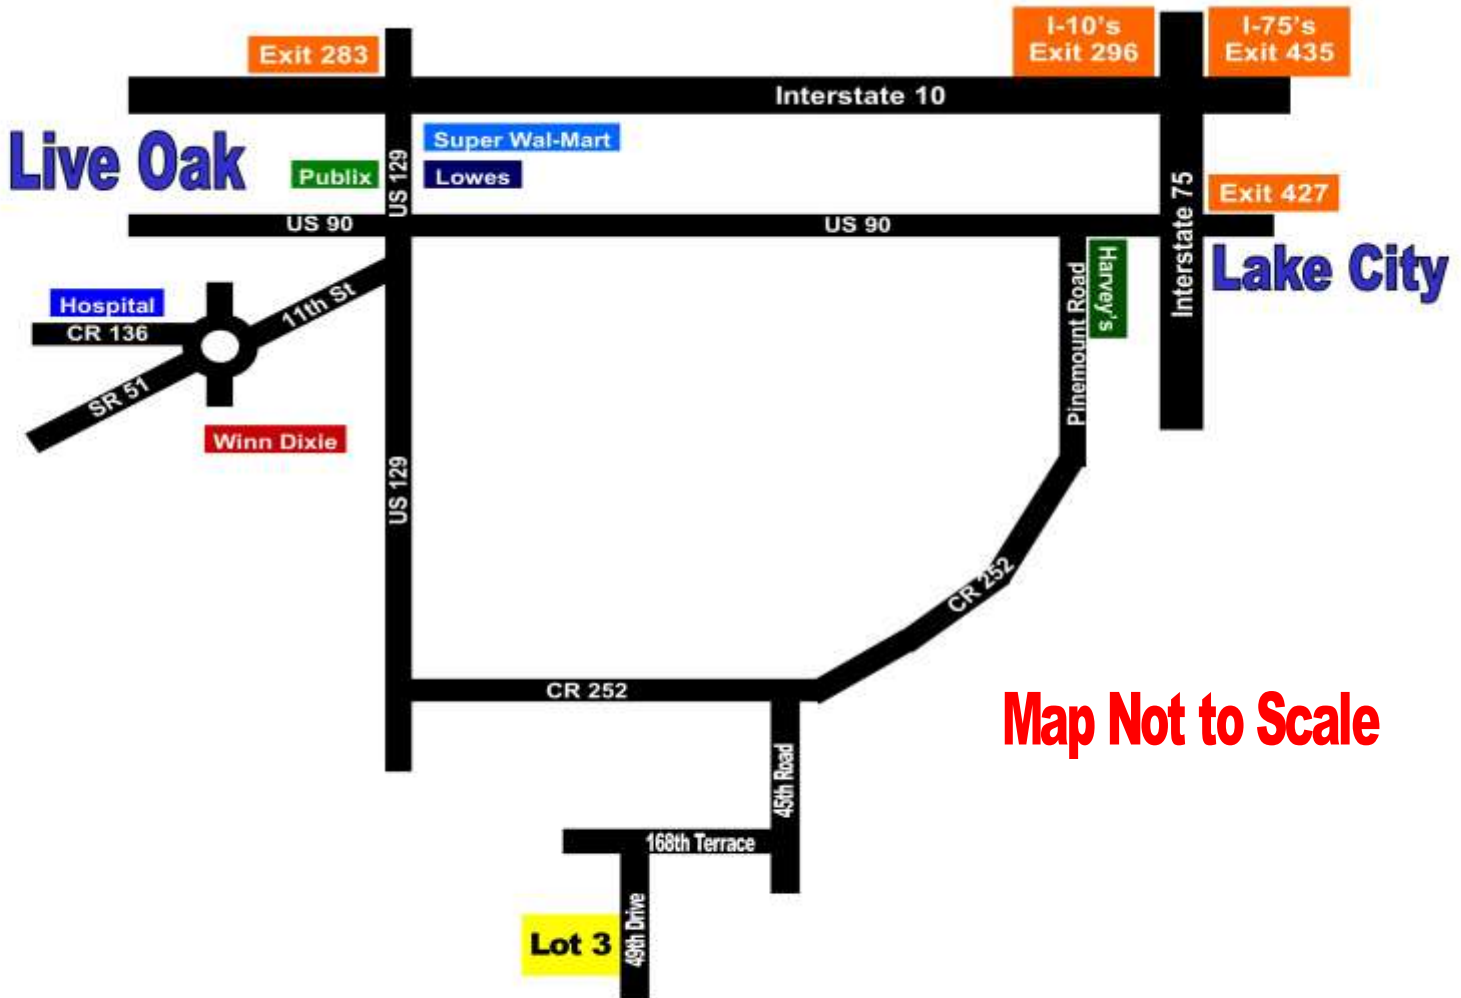 I-10's
Exit 296
I-75's
Exit 435
Exit 283
Interstate 10
Live Oak
Super Wal-Mart
Publix
US 129
Lowes
Interstate 75
Exit 427
US 90
US 90
Lake City
Harvey's
Pinemount Road
Hospital
11th St
CR 136
SR 51
Winn Dixie
US 129
CR 252
CR 252
Map Not to Scale
45th Road
168th Terrace
49th Drive
Lot 3